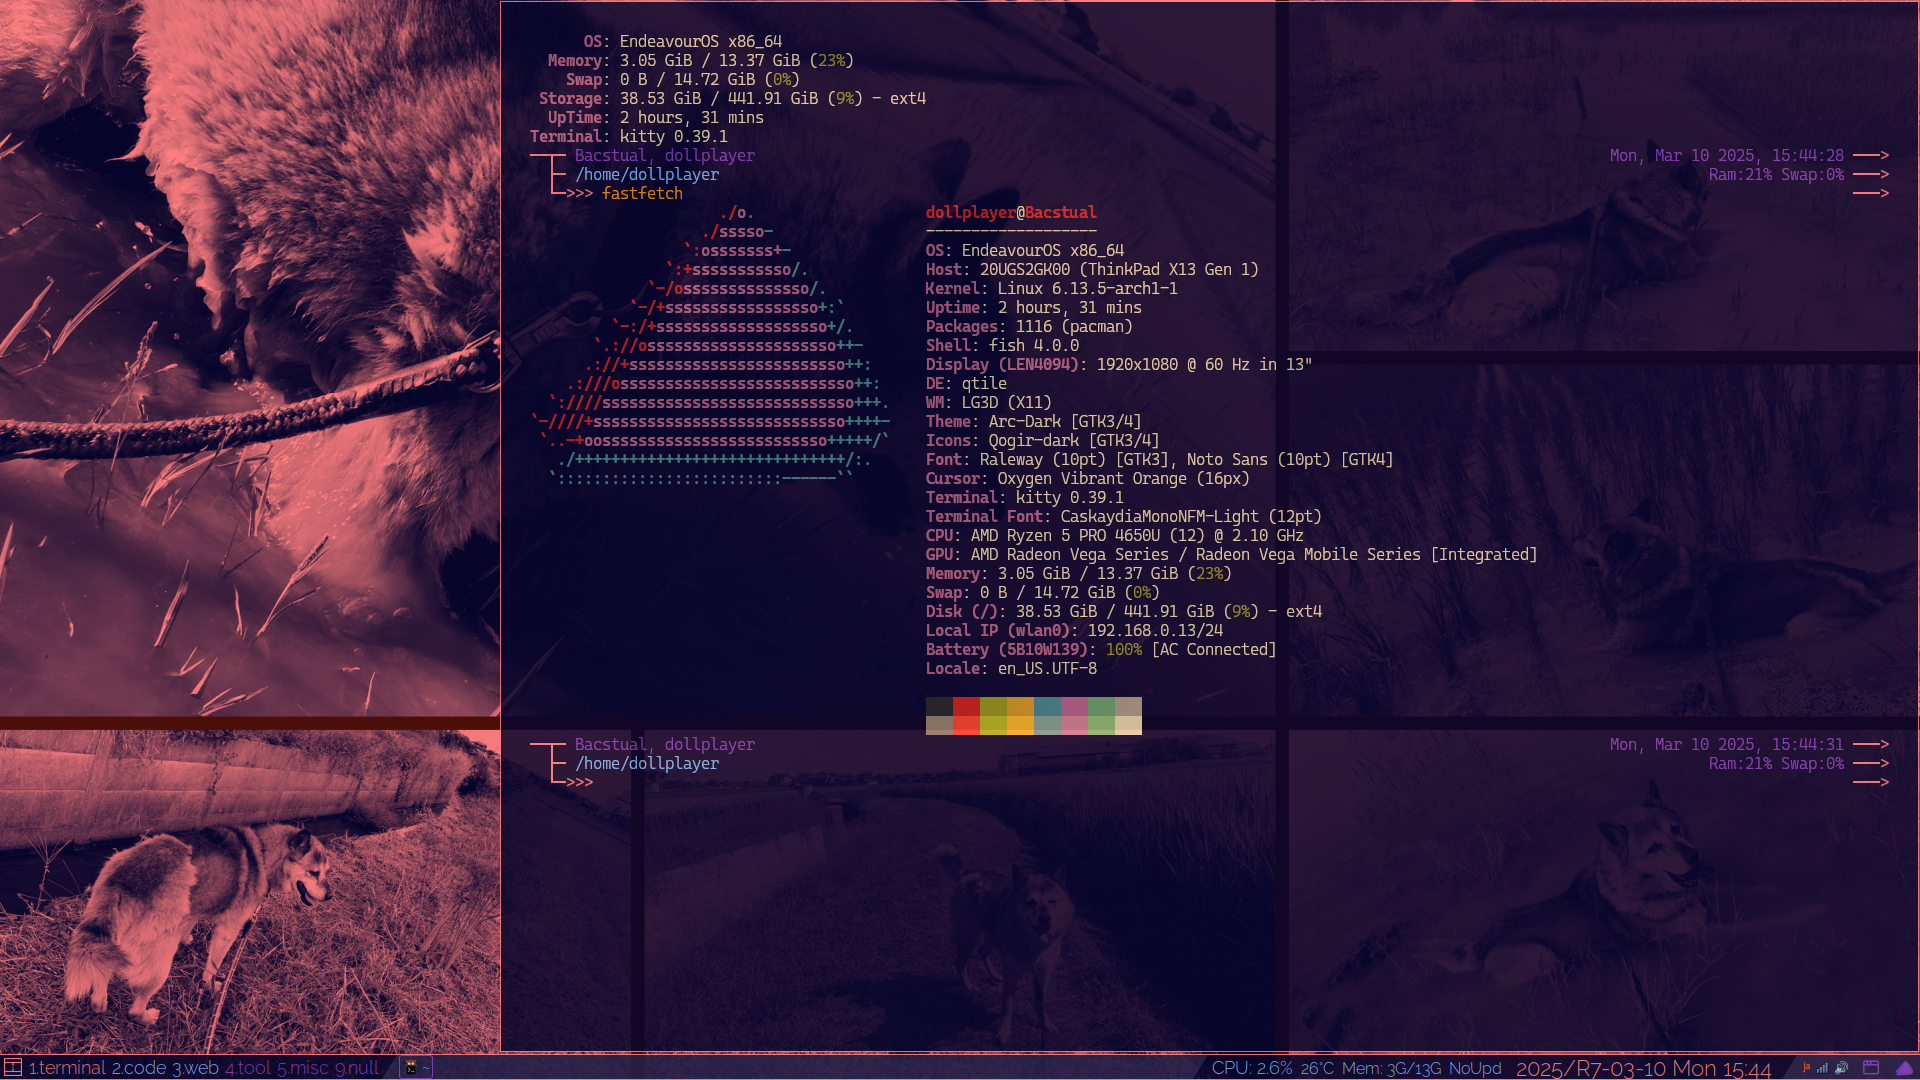 OS: EndeavourOS x86_64
Memory: 3.05 GiB / 13.37 GiB (23%)
Swap: 0 B / 14.72 GiB (0%)
Storage: 38.53 GiB / 441.91 GiB (9%) - ext4
UpTime: 2 hours, 31 mins
Terminal: kitty 0.39.1
Bacstual, dollplayer Mon, Mar 10 2025, 15:44:28 ──>
/home/dollplayer Ram:21% Swap:0% ──>
>>> fastfetch ──>
./o.
./sssso-
`:osssssss+-
`:+sssssssssso/.
`-/ossssssssssssso/.
`-/+sssssssssssssssso+:`
`-:/+sssssssssssssssssso+/.
`.://osssssssssssssssssssso++-
.://+ssssssssssssssssssssssso++:
.:///ossssssssssssssssssssssssso++:
`:////ssssssssssssssssssssssssssso+++.
`-////+ssssssssssssssssssssssssssso++++-
`..-+oosssssssssssssssssssssssso+++++/`
./++++++++++++++++++++++++++++++/:.
`:::::::::::::::::::::::::------``
dollplayer@Bacstual
-------------------
OS: EndeavourOS x86_64
Host: 20UGS2GK00 (ThinkPad X13 Gen 1)
Kernel: Linux 6.13.5-arch1-1
Uptime: 2 hours, 31 mins
Packages: 1116 (pacman)
Shell: fish 4.0.0
Display (LEN4094): 1920x1080 @ 60 Hz in 13"
DE: qtile
WM: LG3D (X11)
Theme: Arc-Dark [GTK3/4]
Icons: Qogir-dark [GTK3/4]
Font: Raleway (10pt) [GTK3], Noto Sans (10pt) [GTK4]
Cursor: Oxygen Vibrant Orange (16px)
Terminal: kitty 0.39.1
Terminal Font: CaskaydiaMonoNFM-Light (12pt)
CPU: AMD Ryzen 5 PRO 4650U (12) @ 2.10 GHz
GPU: AMD Radeon Vega Series / Radeon Vega Mobile Series [Integrated]
Memory: 3.05 GiB / 13.37 GiB (23%)
Swap: 0 B / 14.72 GiB (0%)
Disk (/): 38.53 GiB / 441.91 GiB (9%) - ext4
Local IP (wlan0): 192.168.0.13/24
Battery (5B10W139): 100% [AC Connected]
Locale: en_US.UTF-8
Bacstual, dollplayer Mon, Mar 10 2025, 15:44:31 ──>
/home/dollplayer Ram:21% Swap:0% ──>
>>> ──>
1.terminal 2.code 3.web 4.tool 5.misc 9.null ~ CPU: 2.6% 26°C Mem: 3G/13G NoUpd 2025/R7-03-10 Mon 15:44 ja